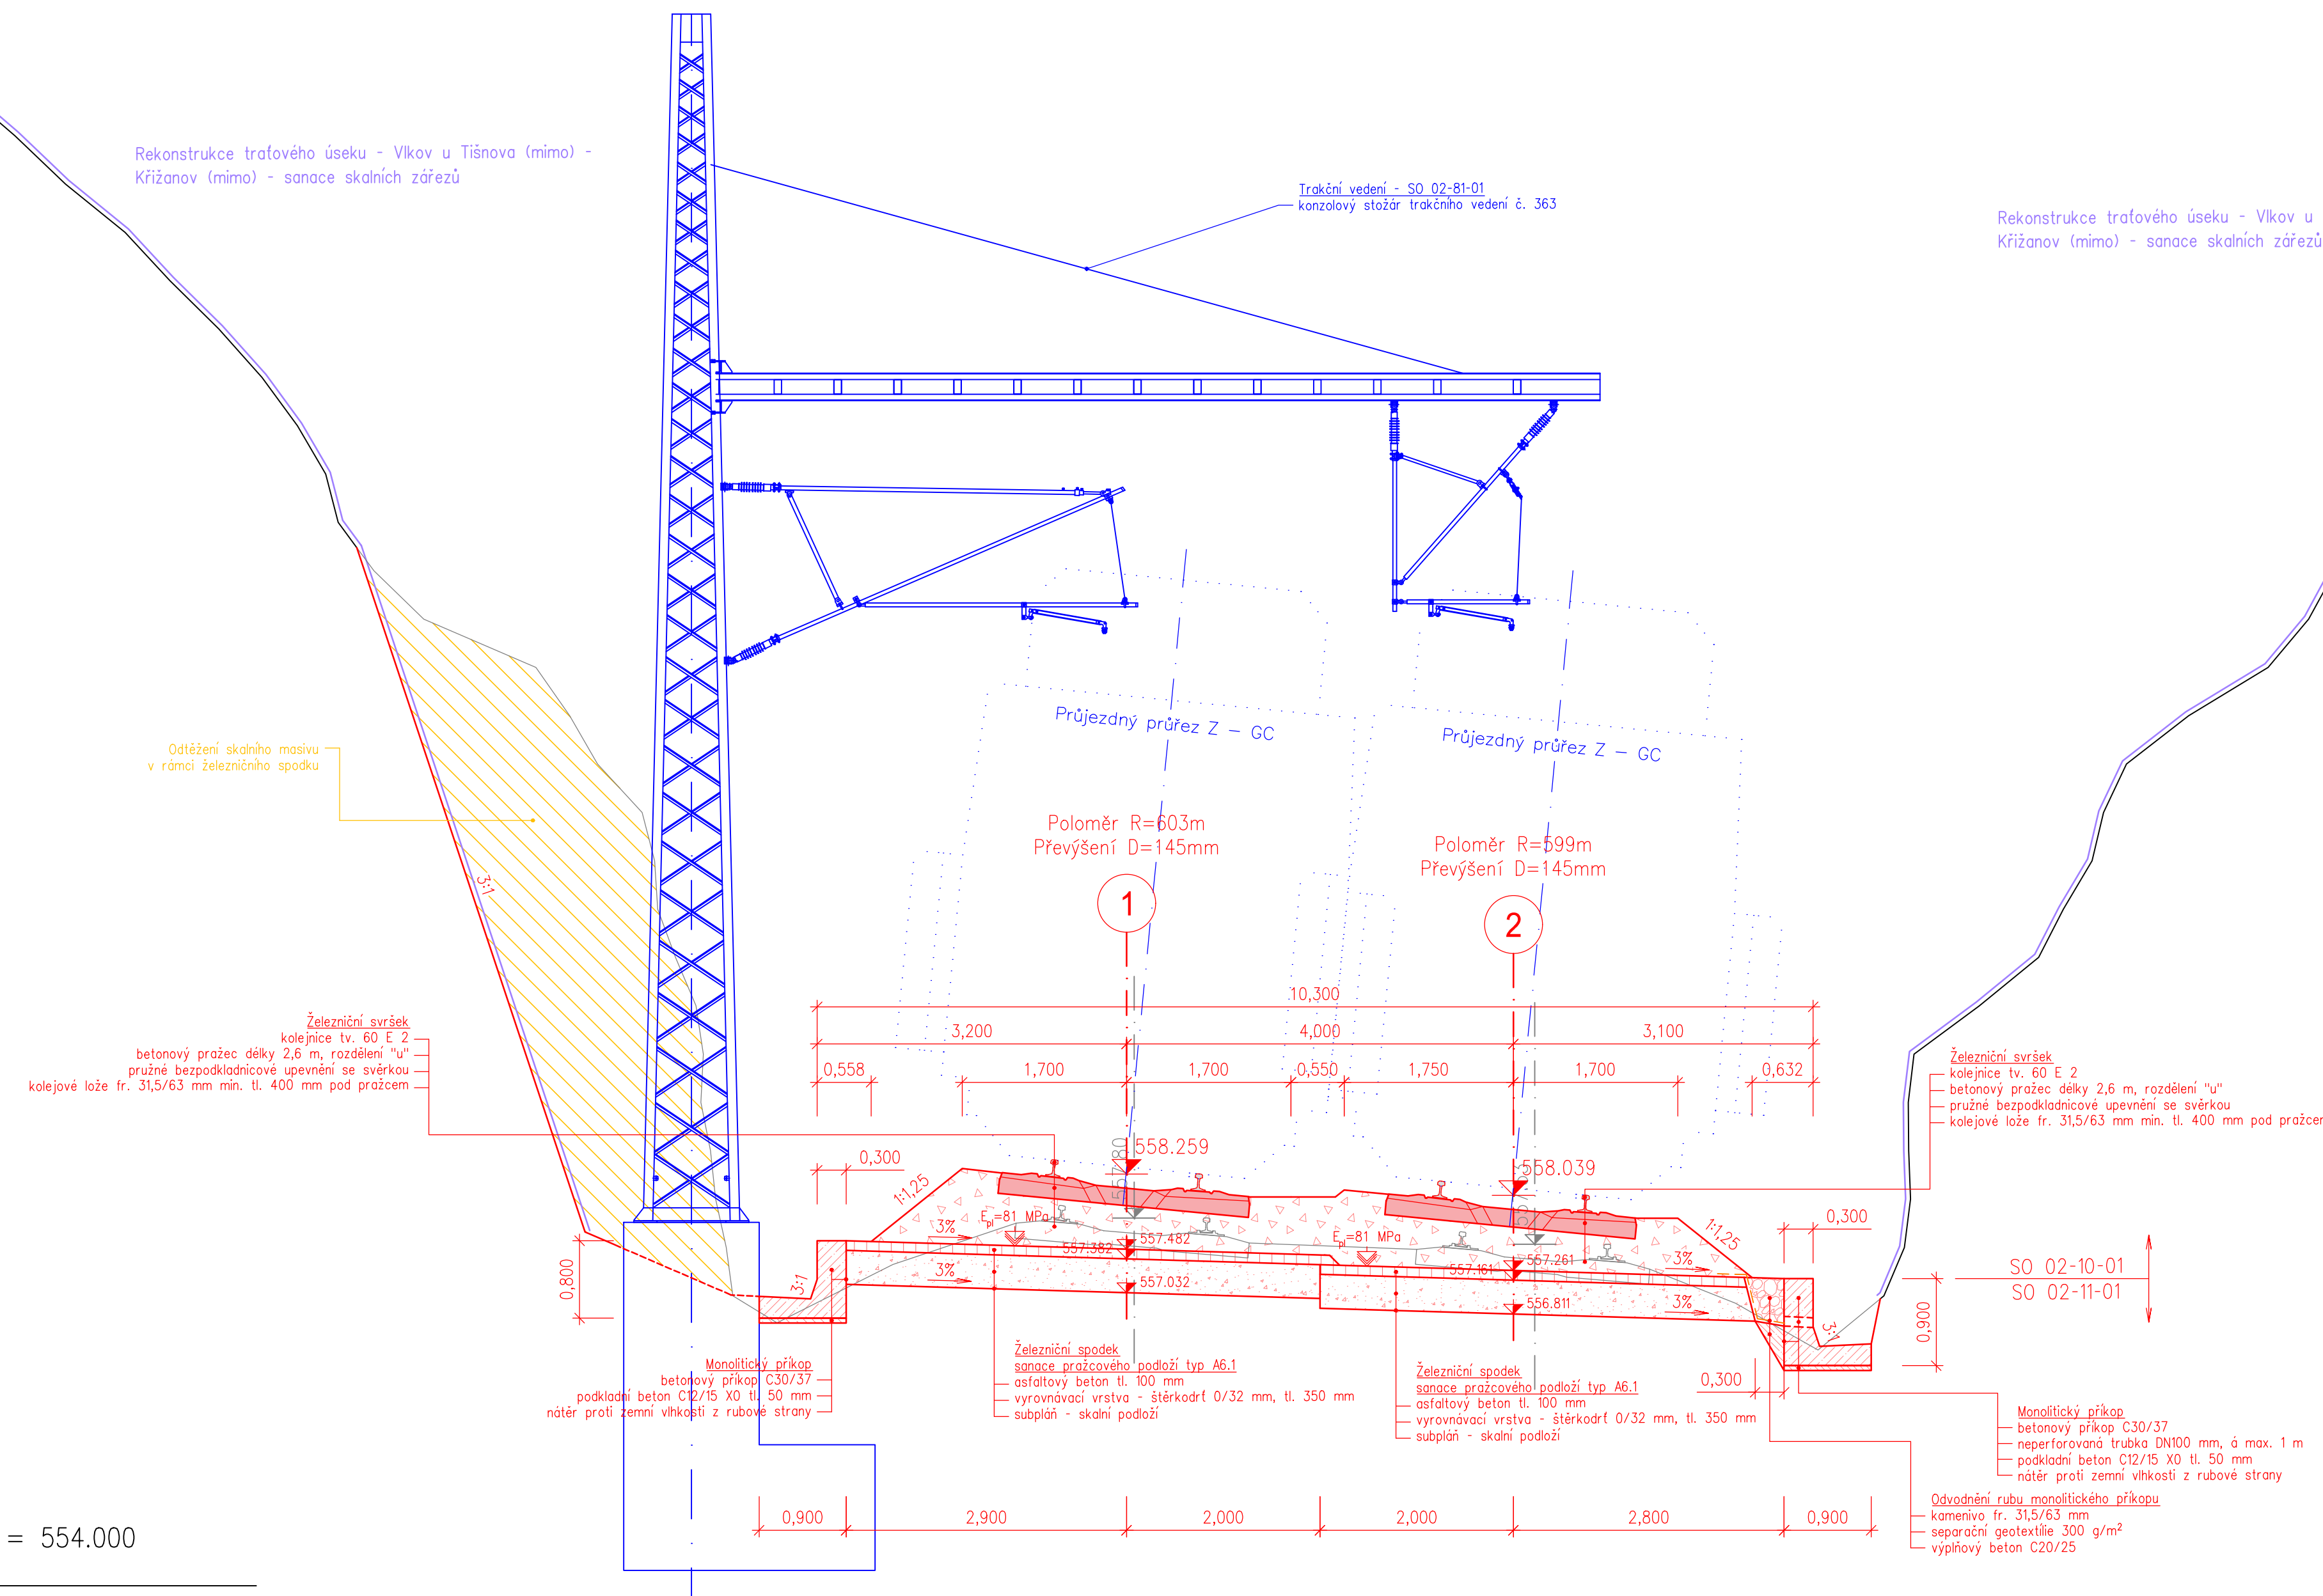 Rekonstrukce traťového úseku - Vlkov u Tišnova (mimo) -
Křižanov (mimo) - sanace skalních zářezů
Trakční vedení - SO 02-81-01
konzolový stožár trakčního vedení č. 363
Rekonstrukce traťového úseku - Vlkov u
Křižanov (mimo) - sanace skalních zářezů
Průjezdný průřez Z – GC
Průjezdný průřez Z – GC
Odtěžení skalního masivu
v rámci železničního spodku
3:1
Poloměr R=603m
Převýšení D=145mm
1
Poloměr R=599m
Převýšení D=145mm
2
10,300
3,200
4,000
3,100
0,558
1,700
1,700
0,550
1,750
1,700
0,632
Železniční svršek
kolejnice tv. 60 E 2
betonový pražec délky 2,6 m, rozdělení "u"
pružné bezpodkladnicové upevnění se svěrkou
kolejové lože fr. 31,5/63 mm min. tl. 400 mm pod pražcem
Železniční svršek
kolejnice tv. 60 E 2
betonový pražec délky 2,6 m, rozdělení "u"
pružné bezpodkladnicové upevnění se svěrkou
kolejové lože fr. 31,5/63 mm min. tl. 400 mm pod pražcem
0,300
1:1,25
558.259
558.039
1:1,25
0,300
3%
Epl=81 MPa
557.382
557.482
Epl=81 MPa
557.161
557.261
3%
3%
557.032
556.811
3%
0,800
3:1
3:1
0,900
SO 02-10-01
SO 02-11-01
Monolitický příkop
betonový příkop C30/37
podkladní beton C12/15 X0 tl. 50 mm
nátěr proti zemní vlhkosti z rubové strany
Železniční spodek
sanace pražcového podloží typ A6.1
asfaltový beton tl. 100 mm
vyrovnávací vrstva - štěrkodrť 0/32 mm, tl. 350 mm
subpláň - skalní podloží
Železniční spodek
sanace pražcového podloží typ A6.1
asfaltový beton tl. 100 mm
vyrovnávací vrstva - štěrkodrť 0/32 mm, tl. 350 mm
subpláň - skalní podloží
0,300
Monolitický příkop
betonový příkop C30/37
neperforovaná trubka DN100 mm, á max. 1 m
podkladní beton C12/15 X0 tl. 50 mm
nátěr proti zemní vlhkosti z rubové strany
Odvodnění rubu monolitického příkopu
kamenivo fr. 31,5/63 mm
separační geotextílie 300 g/m²
výplňový beton C20/25
0,900
2,900
2,000
2,000
2,800
0,900
= 554.000